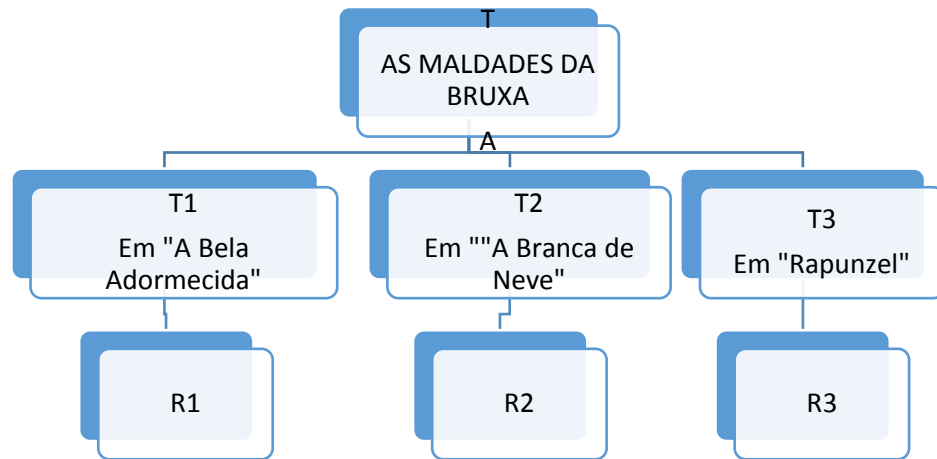 T
AS MALDADES DA
BRUXA
A
T1
Em "A Bela
Adormecida"
T2
Em ""A Branca de
Neve"
T3
Em "Rapunzel"
R1
R2
R3